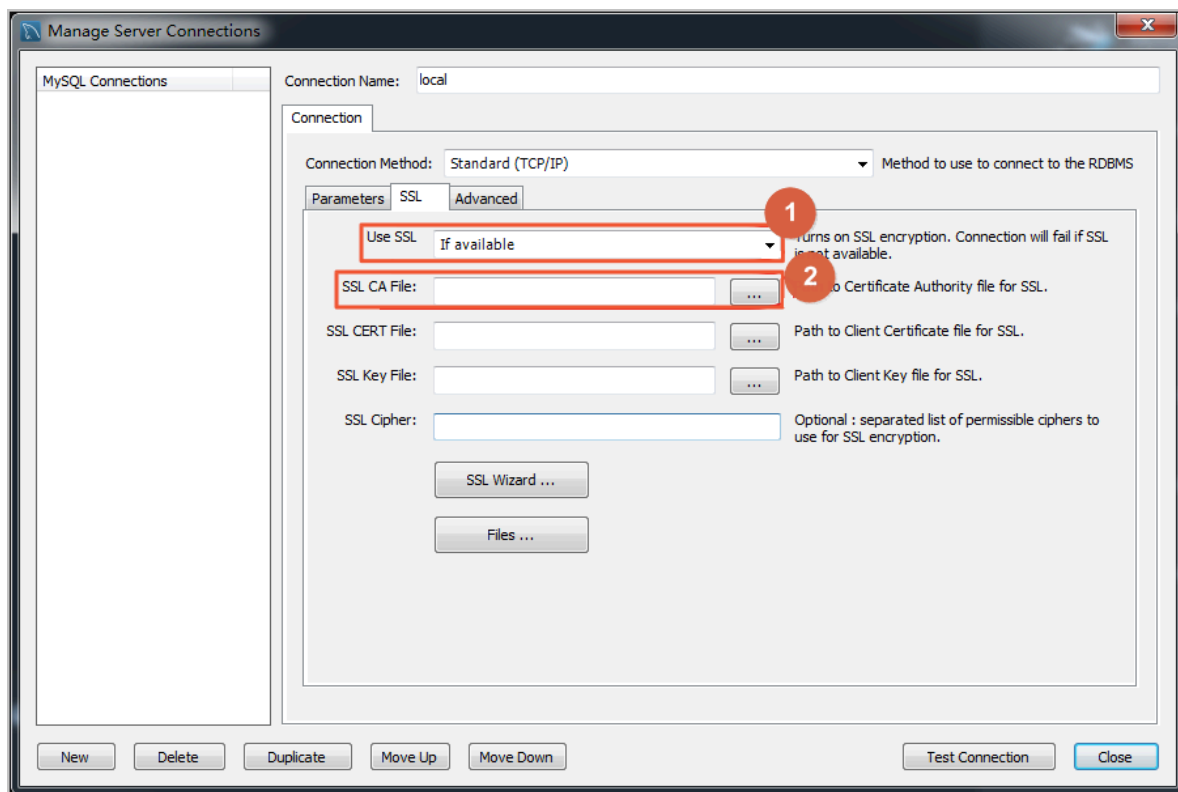 Manage Server Connections
MySQL Connections
Connection Name: local
Connection
Connection Method: Standard (TCP/IP) Method to use to connect to the RDBMS
Parameters SSL Advanced
1
Use SSL If available Turns on SSL encryption. Connection will fail if SSL
is not available.
2
SSL CA File: ... to Certificate Authority file for SSL.
SSL CERT File: ... Path to Client Certificate file for SSL.
SSL Key File: ... Path to Client Key file for SSL.
SSL Cipher: Optional : separated list of permissible ciphers to
use for SSL encryption.
SSL Wizard ...
Files ...
New Delete Duplicate Move Up Move Down Test Connection Close